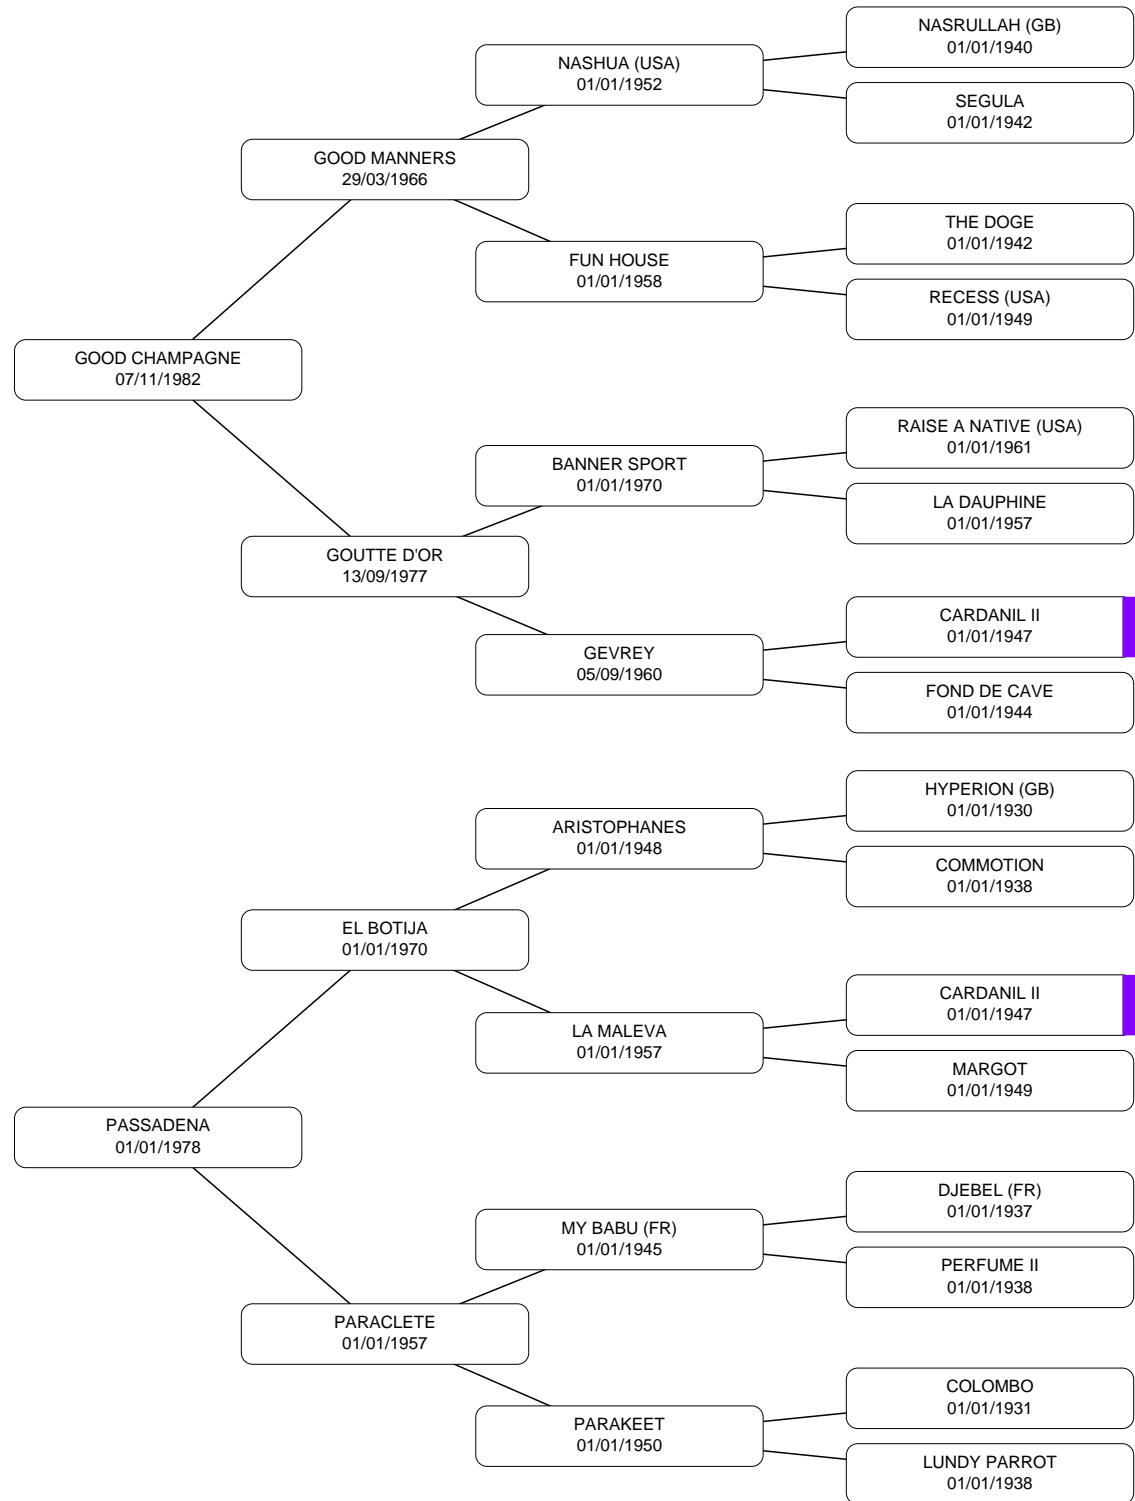 NASRULLAH (GB)
01/01/1940
NASHUA (USA)
01/01/1952
SEGULA
01/01/1942
GOOD MANNERS
29/03/1966
THE DOGE
01/01/1942
FUN HOUSE
01/01/1958
RECESS (USA)
01/01/1949
GOOD CHAMPAGNE
07/11/1982
RAISE A NATIVE (USA)
01/01/1961
BANNER SPORT
01/01/1970
LA DAUPHINE
01/01/1957
GOUTTE D'OR
13/09/1977
CARDANIL II
01/01/1947
GEVREY
05/09/1960
FOND DE CAVE
01/01/1944
HYPERION (GB)
01/01/1930
ARISTOPHANES
01/01/1948
COMMOTION
01/01/1938
EL BOTIJA
01/01/1970
CARDANIL II
01/01/1947
LA MALEVA
01/01/1957
MARGOT
01/01/1949
PASSADENA
01/01/1978
DJEBEL (FR)
01/01/1937
MY BABU (FR)
01/01/1945
PERFUME II
01/01/1938
PARACLETE
01/01/1957
COLOMBO
01/01/1931
PARAKEET
01/01/1950
LUNDY PARROT
01/01/1938